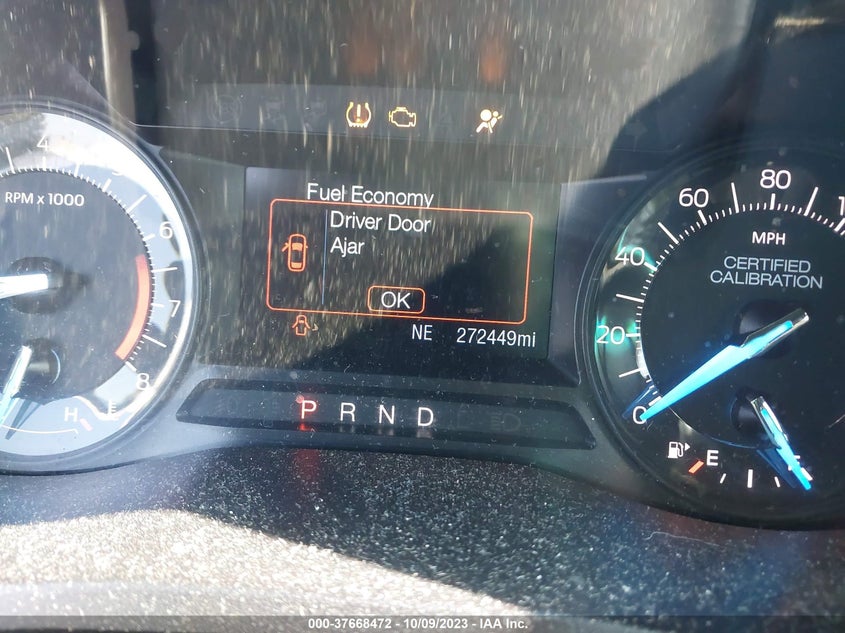 4
RPM x 1000
6
7
8
H
Fuel Economy
Driver Door
Ajar
OK
NE 272449mi
P R N D
80
60
40
20
0
MPH
CERTIFIED
CALIBRATION
E
000-37668472 - 10/09/2023 - IAA Inc.